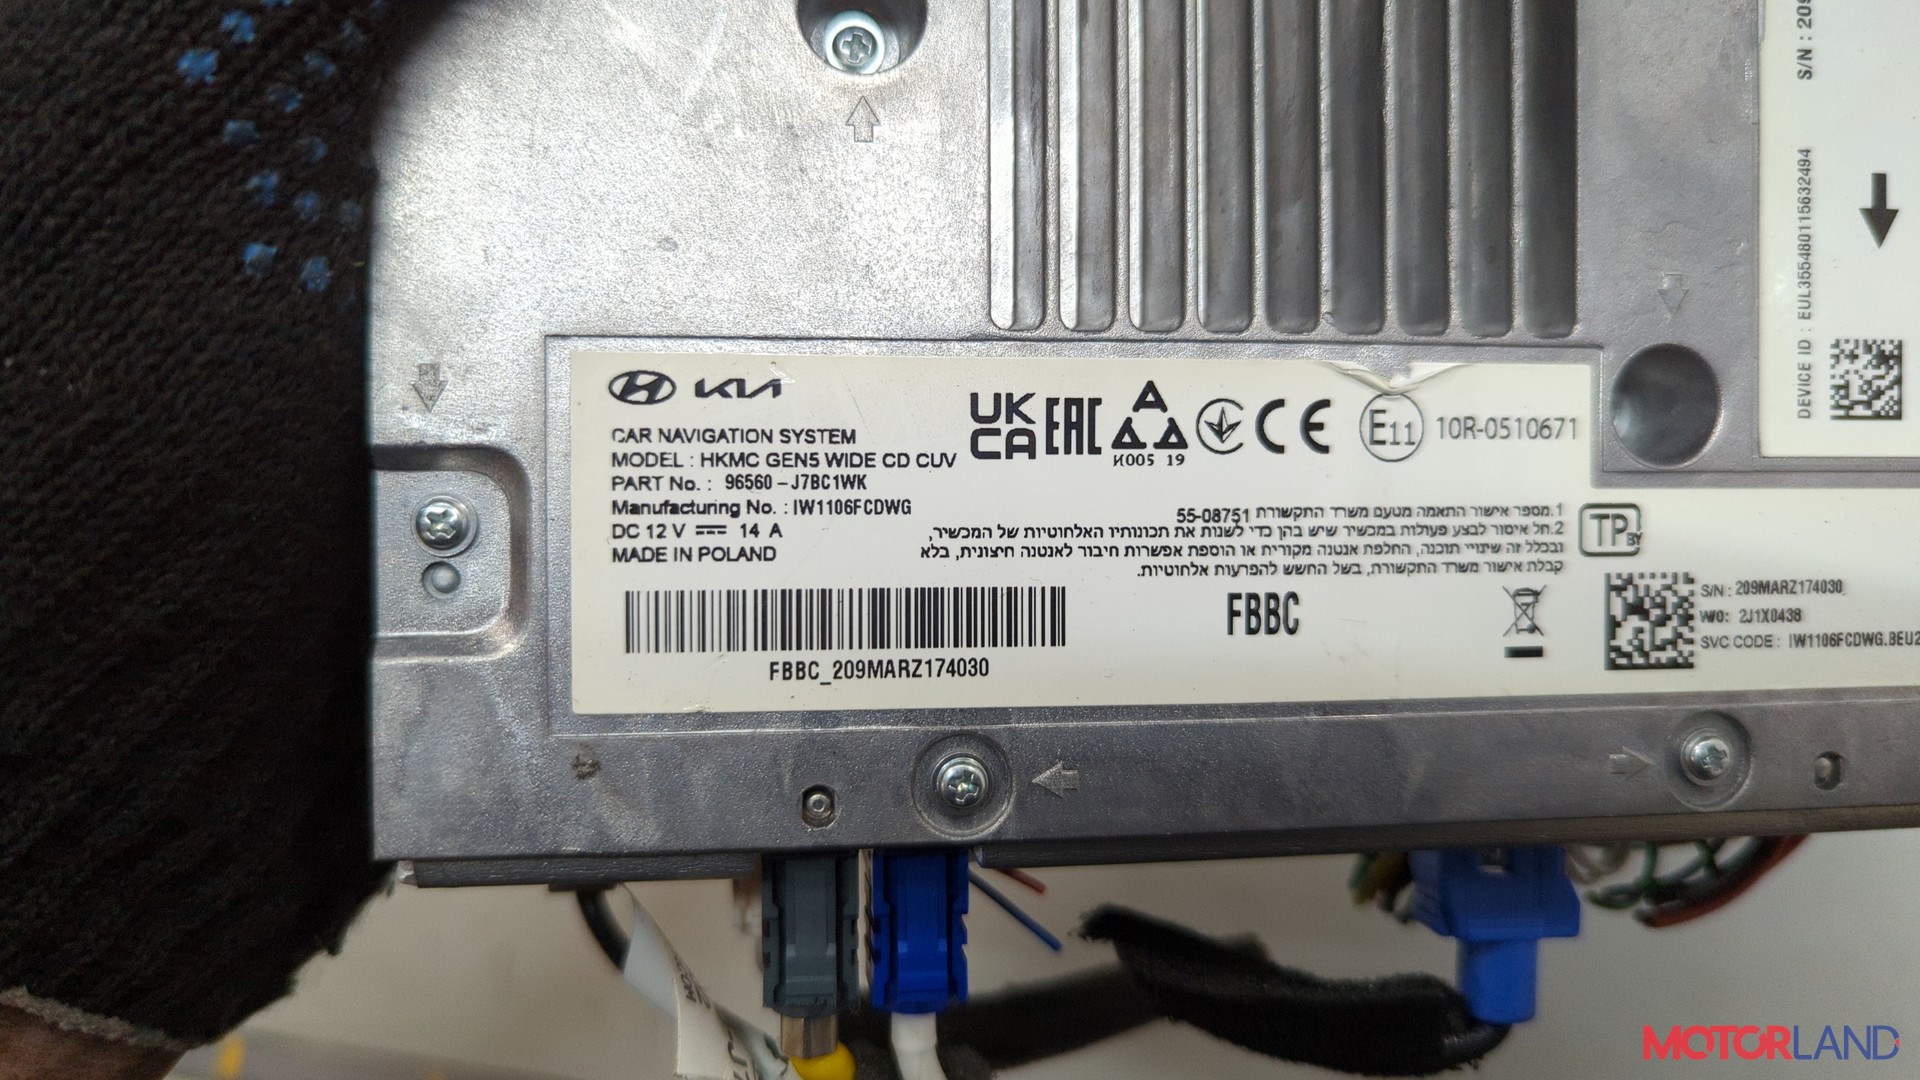 KIA
CAR NAVIGATION SYSTEM
MODEL : HKMC GEN5 WIDE CD CUV
PART No. : 96560-J7BC1WK
Manufacturing No. : IW1106FCDWG
DC 12 V 14 A
MADE IN POLAND
FBBC_209MARZ174030
UK
CA EAC
И005 19
CE
E11 10R-0510671
1.מספר אישור התאמה מטעם משרד התקשורת 55-08751
2.חל איסור לבצע פעולות במכשיר שיש בהן כדי לשנות את תכונותיו האלחוטיות של המכשיר,
ובכלל זה שינויי תוכנה, החלפת אנטנה מקורית או הוספת אפשרות חיבור לאנטנה חיצונית, בלא
קבלת אישור משרד התקשורת, בשל החשש להפרעות אלחוטיות.
FBBC
TP BY
S/N : 209MARZ174030
W/O: 2J1X0438
SVC CODE : IW1106FCDWG.BEU2
S/N : 209
DEVICE ID : EUL355480115632494
MOTORLAND